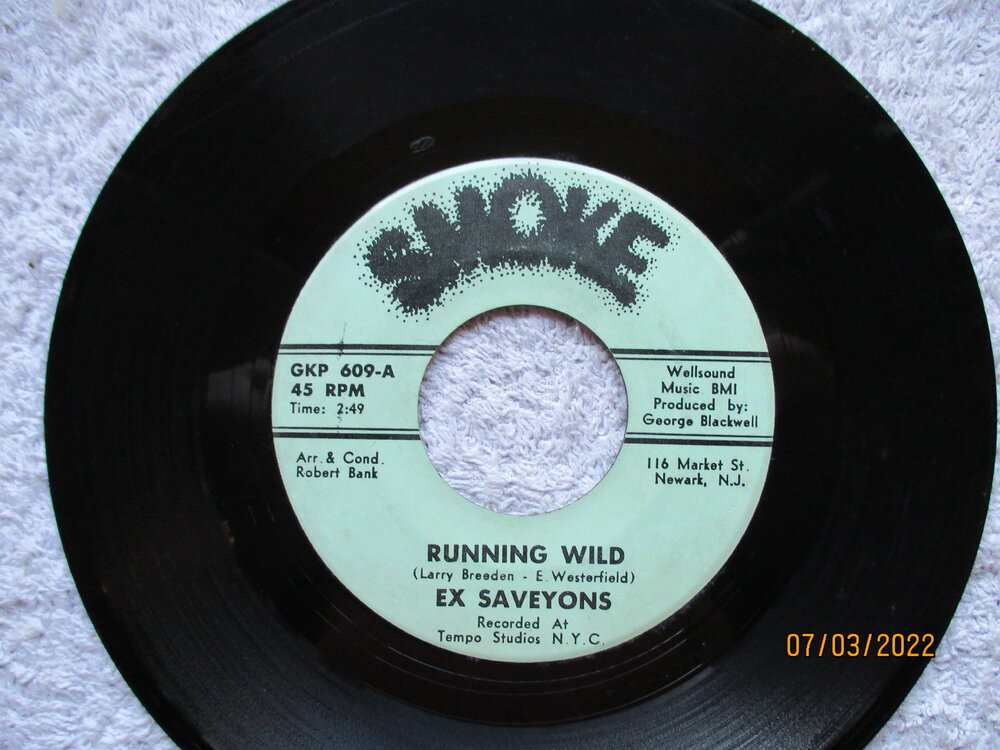 SMOKE
GKP 609-A
45 RPM
Time: 2:49
Arr. & Cond.
Robert Bank
Wellsound
Music BMI
Produced by:
George Blackwell
116 Market St.
Newark, N.J.
RUNNING WILD
(Larry Breeden - E. Westerfield)
EX SAVEYONS
Recorded At
Tempo Studios N.Y.C.
07/03/2022